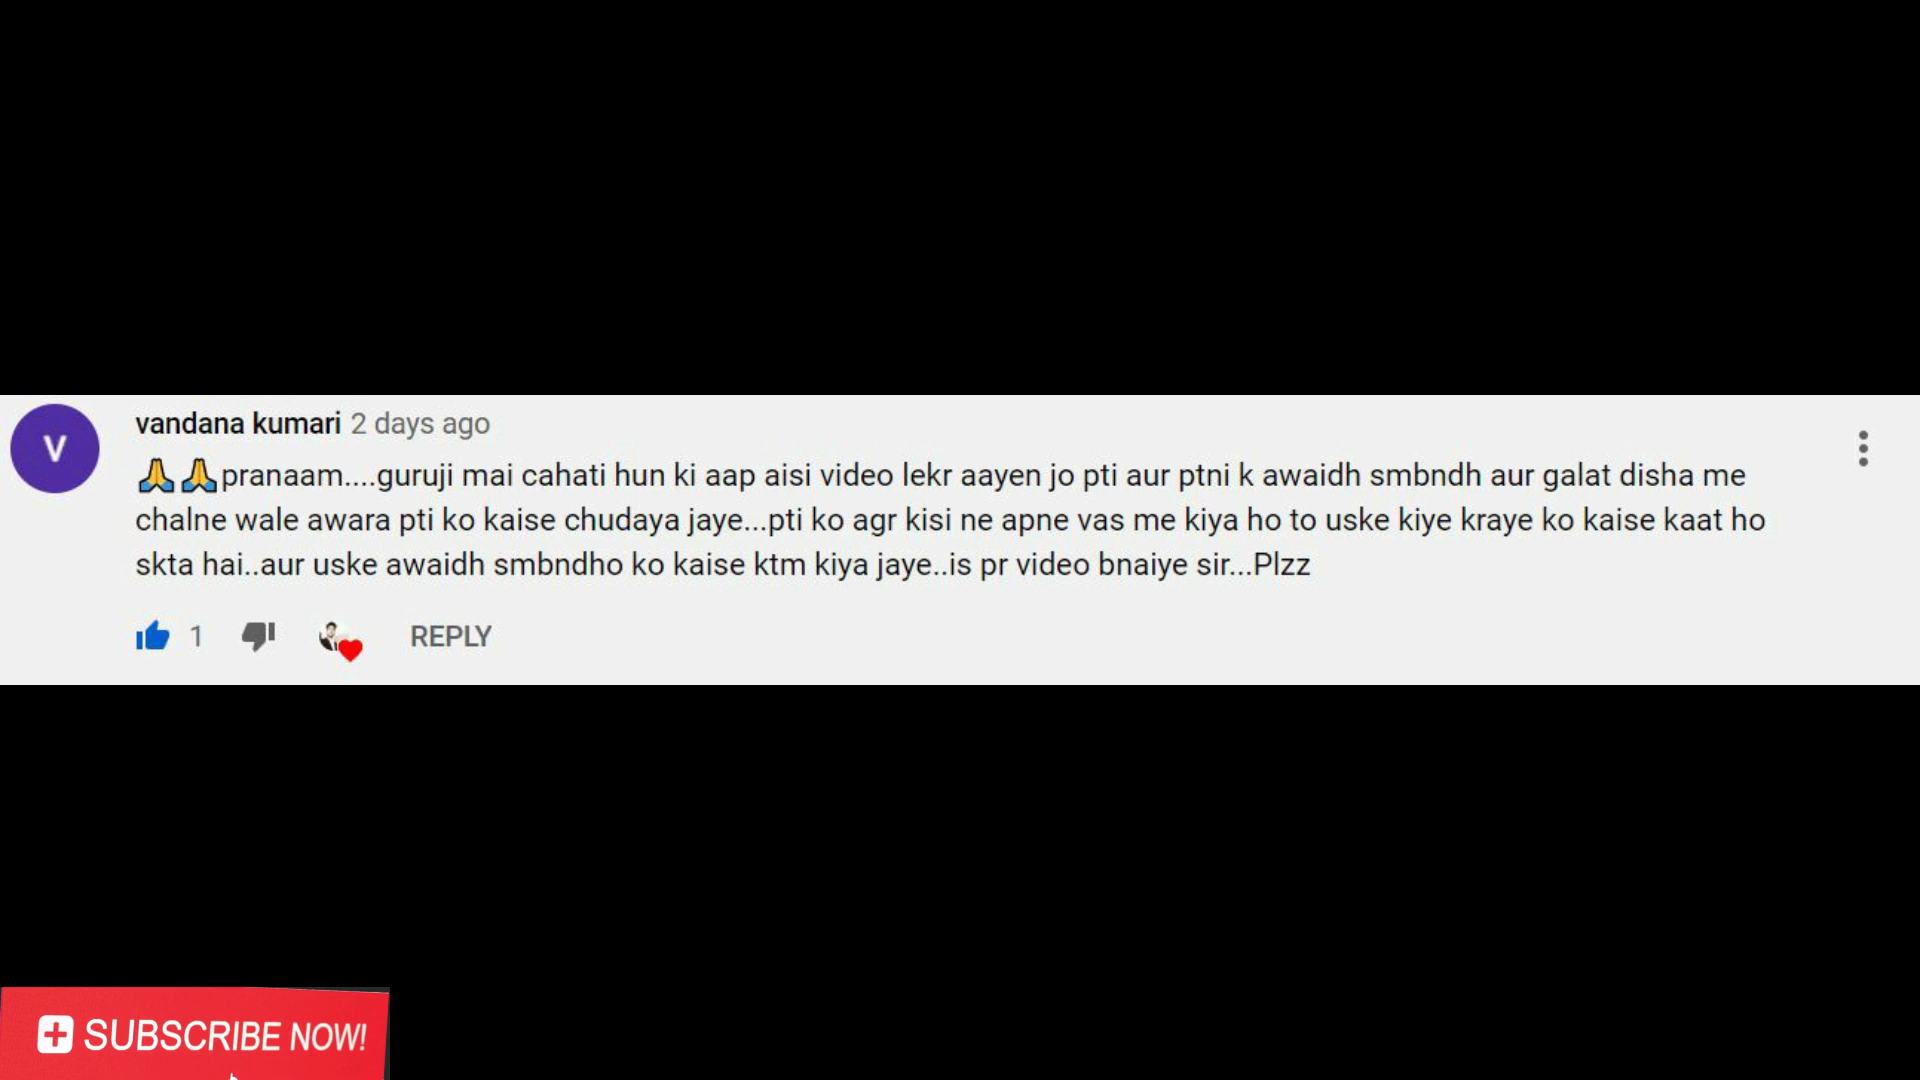 V
vandana kumari 2 days ago
🙏🙏pranaam....guruji mai cahati hun ki aap aisi video lekr aayen jo pti aur ptni k awaidh smbndh aur galat disha me
chalne wale awara pti ko kaise chudaya jaye...pti ko agr kisi ne apne vas me kiya ho to uske kiye kraye ko kaise kaat ho
skta hai..aur uske awaidh smbndho ko kaise ktm kiya jaye..is pr video bnaiye sir...Plzz
1 REPLY
SUBSCRIBE NOW!